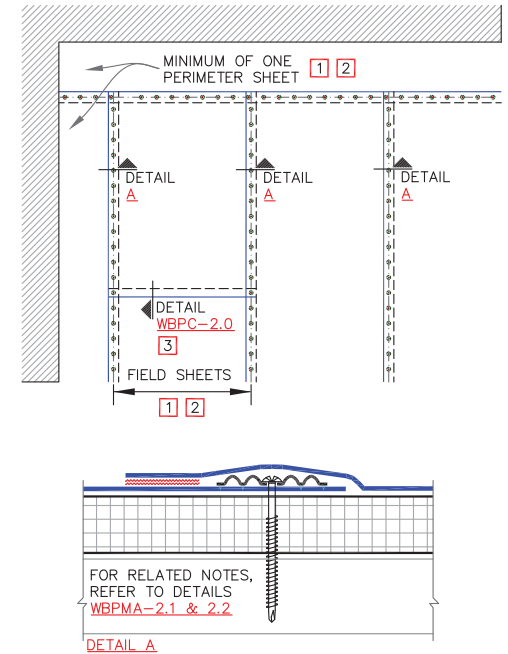 MINIMUM OF ONE
PERIMETER SHEET 1 2
DETAIL
A
DETAIL
A
DETAIL
A
DETAIL
WBPC-2.0
3
FIELD SHEETS
1 2
FOR RELATED NOTES,
REFER TO DETAILS
WBPMA-2.1 & 2.2
DETAIL A